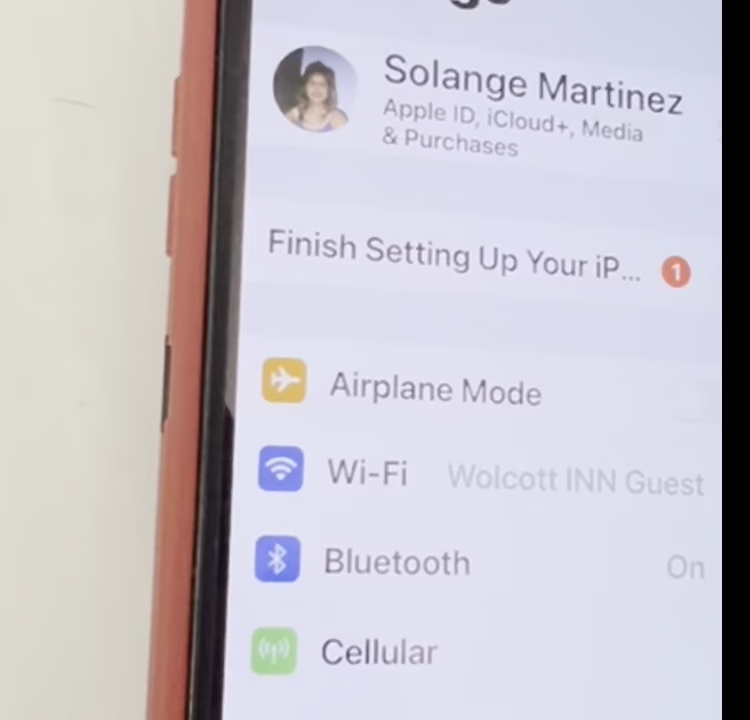 Solange Martinez
Apple ID, iCloud+, Media
& Purchases
Finish Setting Up Your iP... 1
Airplane Mode
Wi-Fi Wolcott INN Guest
Bluetooth On
Cellular